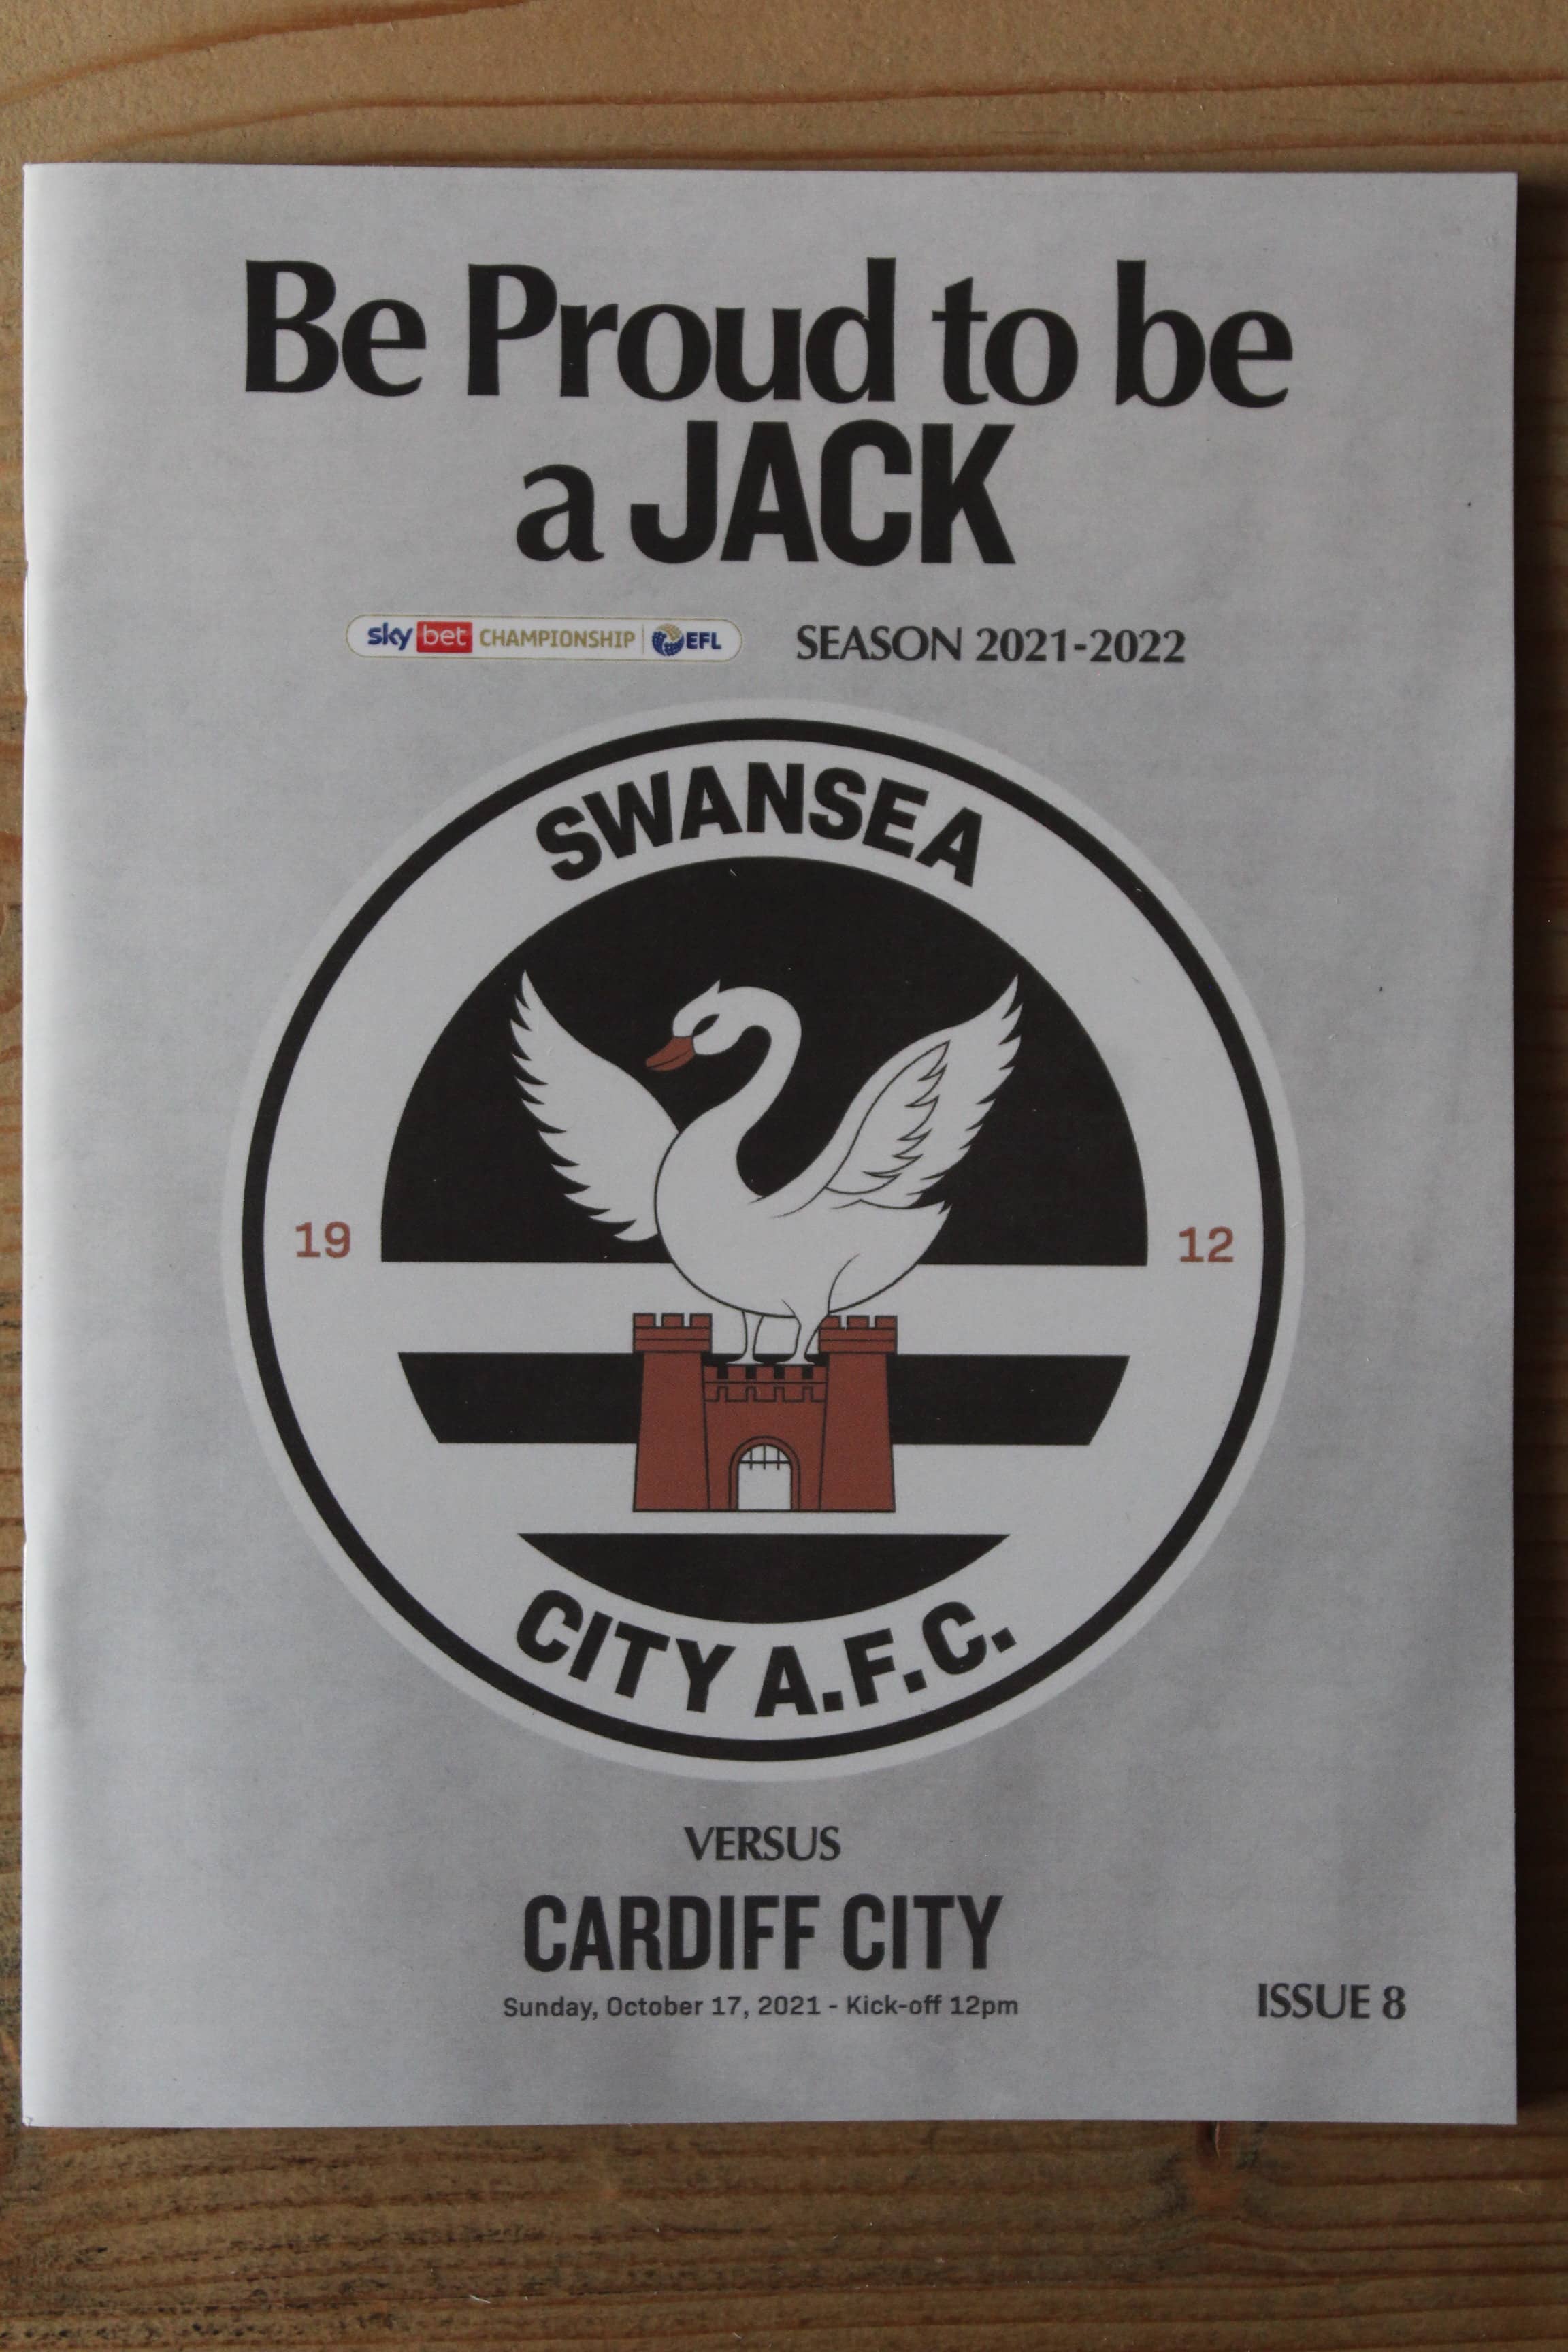 Be Proud to be
a JACK
sky bet CHAMPIONSHIP EFL SEASON 2021-2022
SWANSEA
19 12
CITY A.F.C.
VERSUS
CARDIFF CITY
Sunday, October 17, 2021 - Kick-off 12pm
ISSUE 8